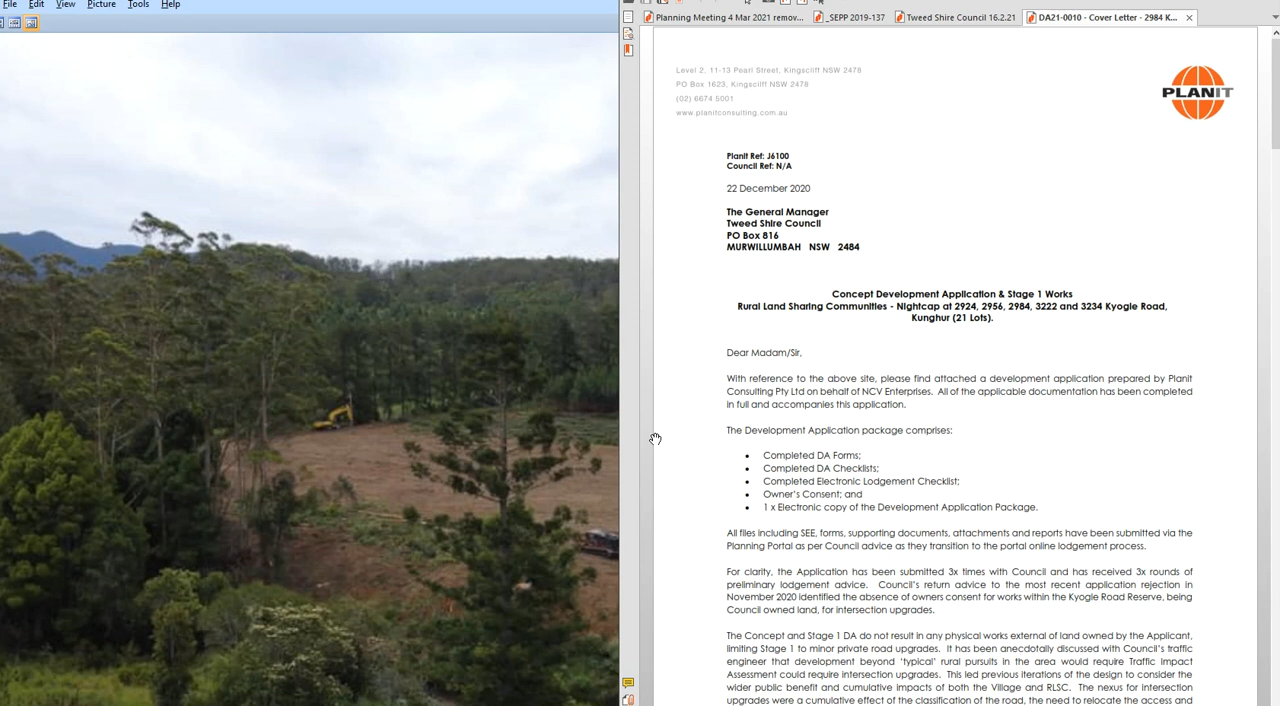 File Edit View Picture Tools Help
Planning Meeting 4 Mar 2021 remov... _SEPP 2019-137 Tweed Shire Council 16.2.21 DA21-0010 - Cover Letter - 2984 K...
Level 2, 11-13 Pearl Street, Kingscliff NSW 2478
PO Box 1623, Kingscliff NSW 2478
(02) 6674 5001
www.planitconsulting.com.au
PLANIT
Planit Ref: J6100
Council Ref: N/A
22 December 2020
The General Manager
Tweed Shire Council
PO Box 816
MURWILLUMBAH NSW 2484
Concept Development Application & Stage 1 Works
Rural Land Sharing Communities - Nightcap at 2924, 2956, 2984, 3222 and 3234 Kyogle Road,
Kunghur (21 Lots).
Dear Madam/Sir,
With reference to the above site, please find attached a development application prepared by Planit
Consulting Pty Ltd on behalf of NCV Enterprises. All of the applicable documentation has been completed
in full and accompanies this application.
The Development Application package comprises:
• Completed DA Forms;
• Completed DA Checklists;
• Completed Electronic Lodgement Checklist;
• Owner's Consent; and
• 1 x Electronic copy of the Development Application Package.
All files including SEE, forms, supporting documents, attachments and reports have been submitted via the
Planning Portal as per Council advice as they transition to the portal online lodgement process.
For clarity, the Application has been submitted 3x times with Council and has received 3x rounds of
preliminary lodgement advice. Council's return advice to the most recent application rejection in
November 2020 identified the absence of owners consent for works within the Kyogle Road Reserve, being
Council owned land, for intersection upgrades.
The Concept and Stage 1 DA do not result in any physical works external of land owned by the Applicant,
limiting Stage 1 to minor private road upgrades. It has been anecdotally discussed with Council's traffic
engineer that development beyond 'typical' rural pursuits in the area would require Traffic Impact
Assessment could require intersection upgrades. This led previous iterations of the design to consider the
wider public benefit and cumulative impacts of both the Village and RLSC. The nexus for intersection
upgrades were a cumulative effect of the classification of the road, the need to relocate the access and